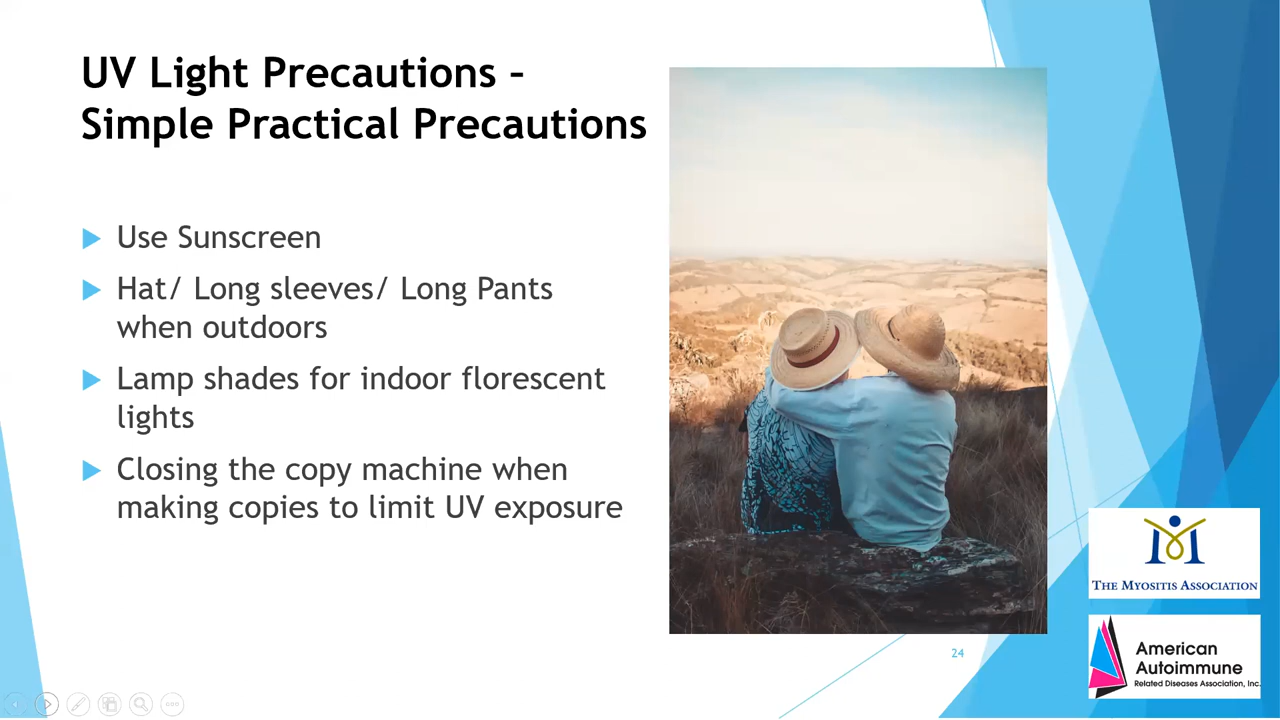 UV Light Precautions –
Simple Practical Precautions
Use Sunscreen
Hat/ Long sleeves/ Long Pants
when outdoors
Lamp shades for indoor florescent
lights
Closing the copy machine when
making copies to limit UV exposure
24
THE MYOSITIS ASSOCIATION
American
Autoimmune
Related Diseases Association, Inc.